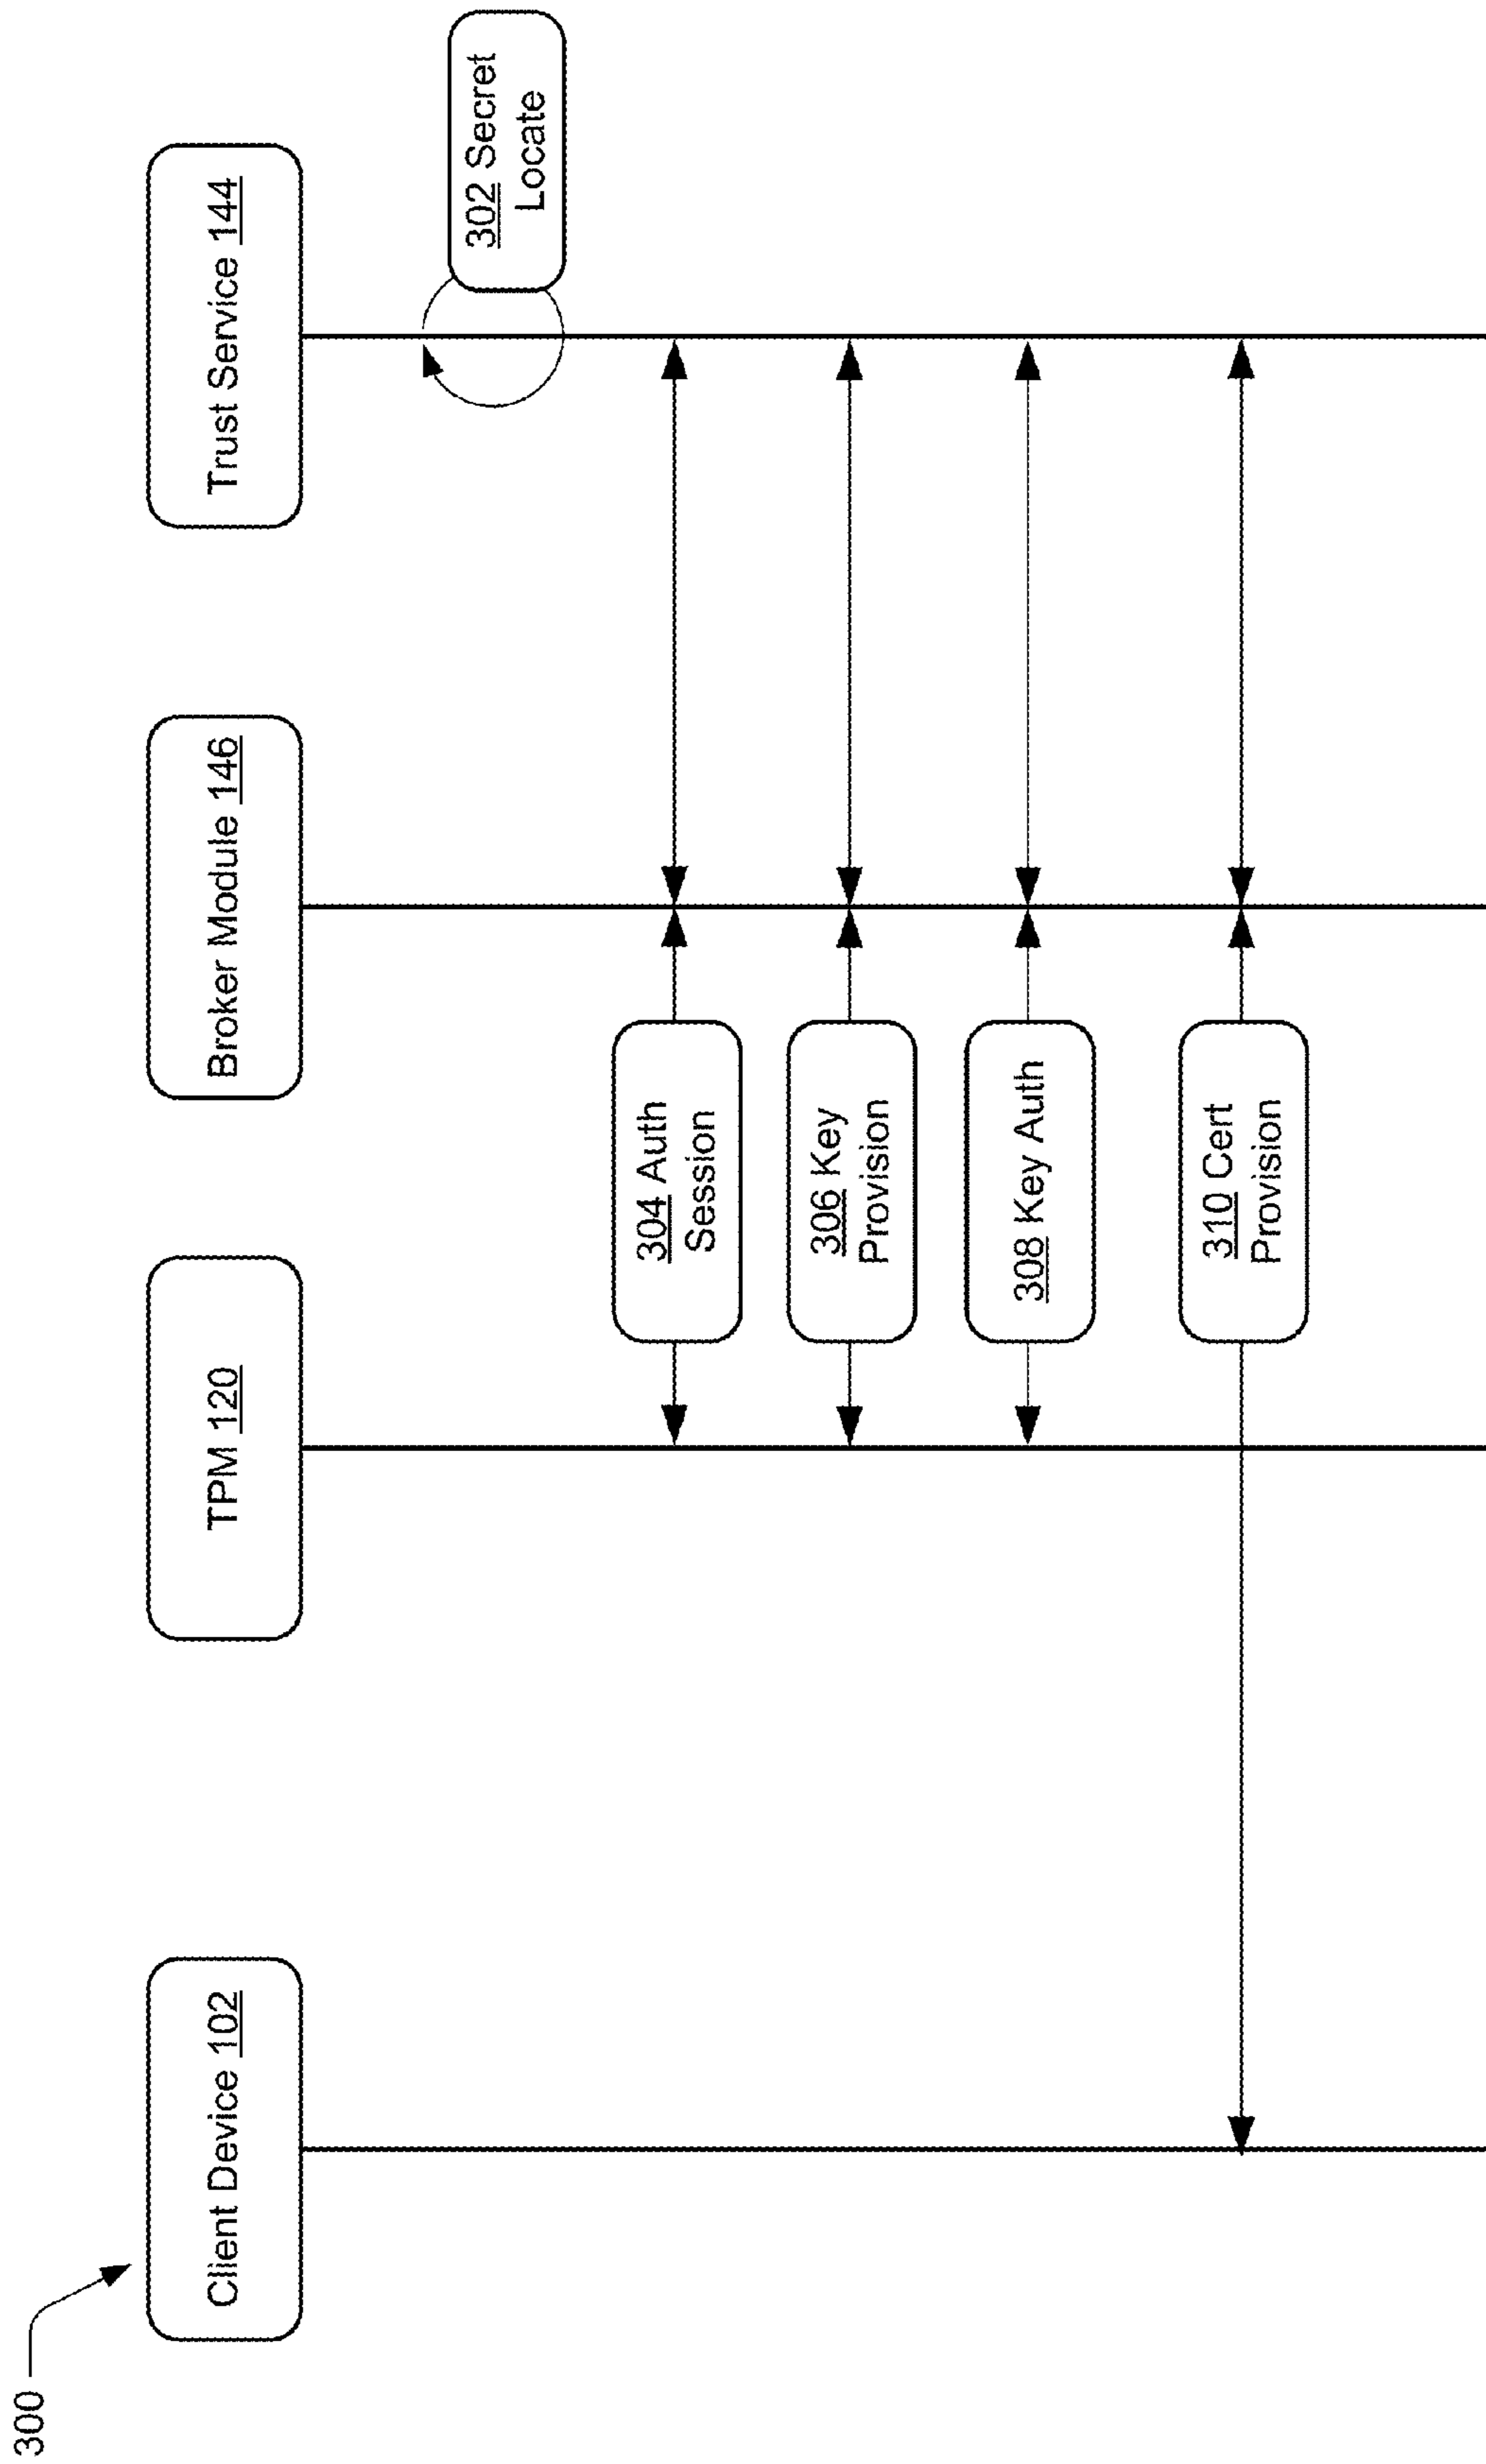 300
Client Device 102
TPM 120
Broker Module 146
Trust Service 144
302 Secret
Locate
304 Auth
Session
306 Key
Provision
308 Key Auth
310 Cert
Provision